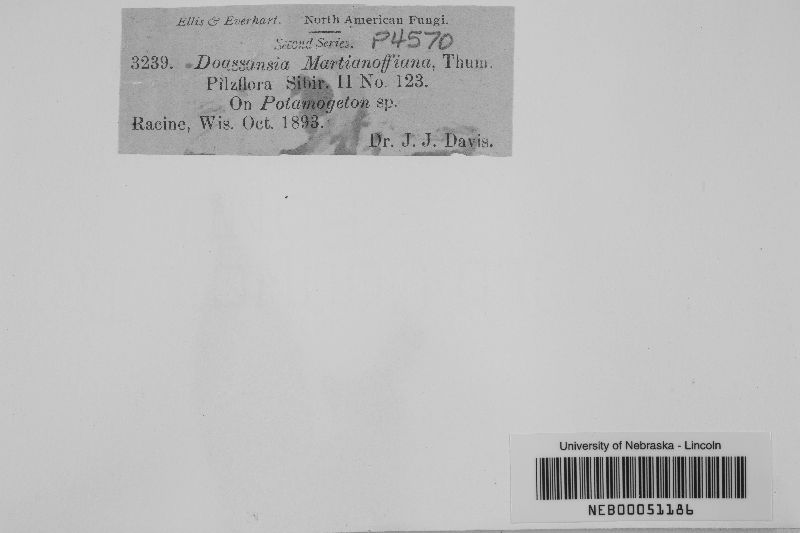 Ellis & Everhart. North American Fungi.
Second Series. P4570
3239. Doassansia Martianoffiana, Thum.
Pilzflora Sibir. II No. 123.
On Potamogeton sp.
Racine, Wis. Oct. 1893.
Dr. J. J. Davis.
University of Nebraska - Lincoln
NEB00051186